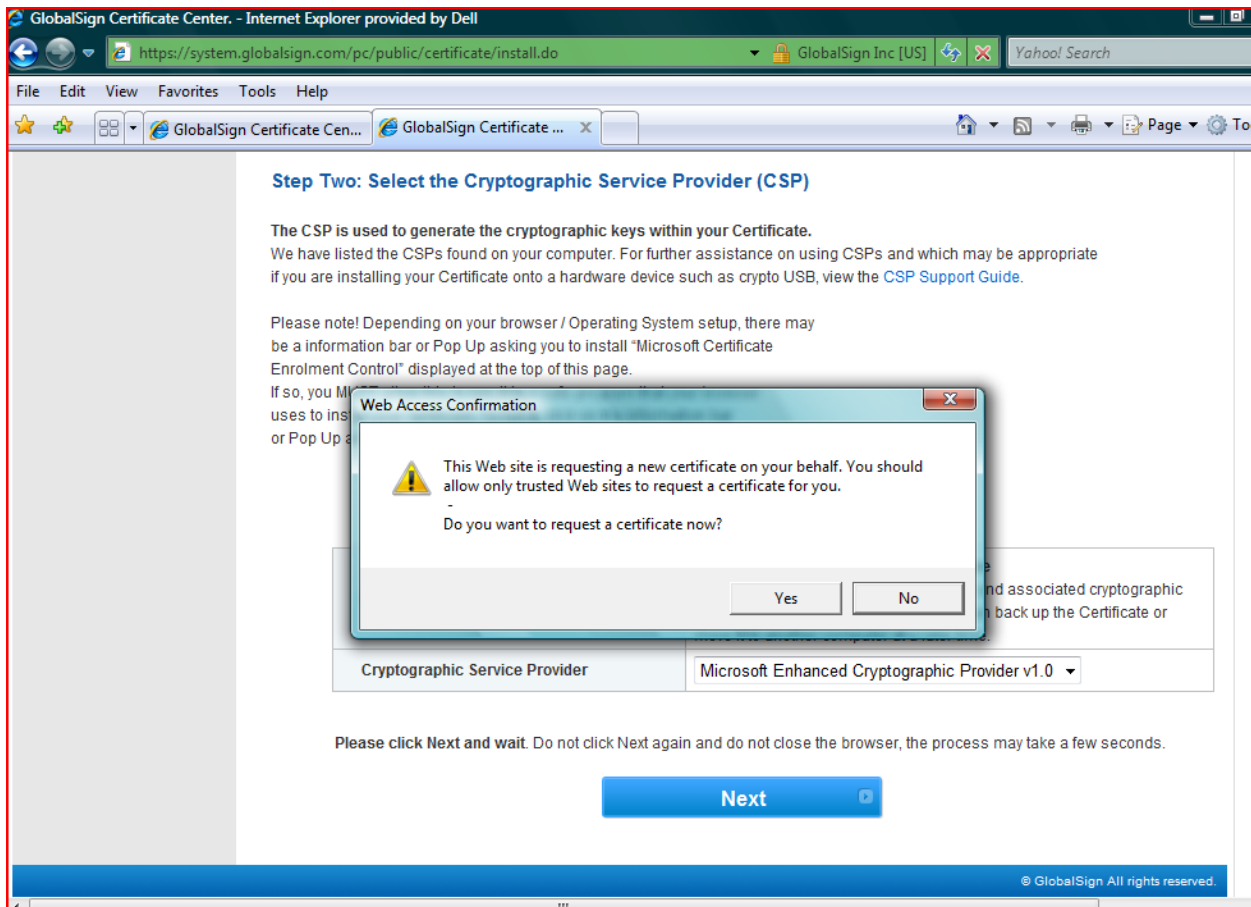 GlobalSign Certificate Center. - Internet Explorer provided by Dell
https://system.globalsign.com/pc/public/certificate/install.do
GlobalSign Inc [US]
Yahoo! Search
File Edit View Favorites Tools Help
GlobalSign Certificate Cen...
GlobalSign Certificate ... x
Page
To
Step Two: Select the Cryptographic Service Provider (CSP)
The CSP is used to generate the cryptographic keys within your Certificate.
We have listed the CSPs found on your computer. For further assistance on using CSPs and which may be appropriate
if you are installing your Certificate onto a hardware device such as crypto USB, view the CSP Support Guide.
Please note! Depending on your browser / Operating System setup, there may
be a information bar or Pop Up asking you to install “Microsoft Certificate
Enrolment Control” displayed at the top of this page.
If so, you
uses to
or Pop Up
Web Access Confirmation
This Web site is requesting a new certificate on your behalf. You should
allow only trusted Web sites to request a certificate for you.
-
Do you want to request a certificate now?
Yes
No
associated cryptographic
back up the Certificate or
Cryptographic Service Provider
Microsoft Enhanced Cryptographic Provider v1.0
Please click Next and wait. Do not click Next again and do not close the browser, the process may take a few seconds.
Next
© GlobalSign All rights reserved.